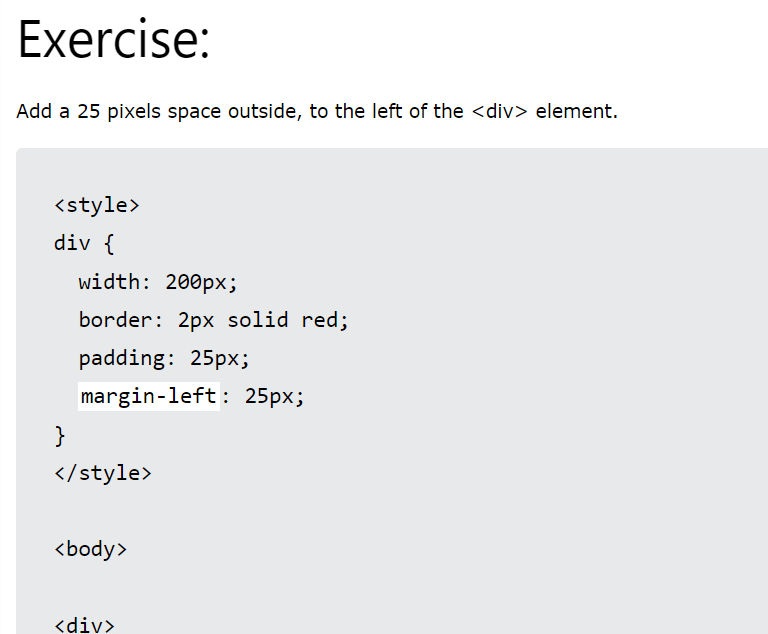 Exercise:
Add a 25 pixels space outside, to the left of the <div> element.
<style>
div {
width: 200px;
border: 2px solid red;
padding: 25px;
margin-left: 25px;
}
</style>
<body>
<div>